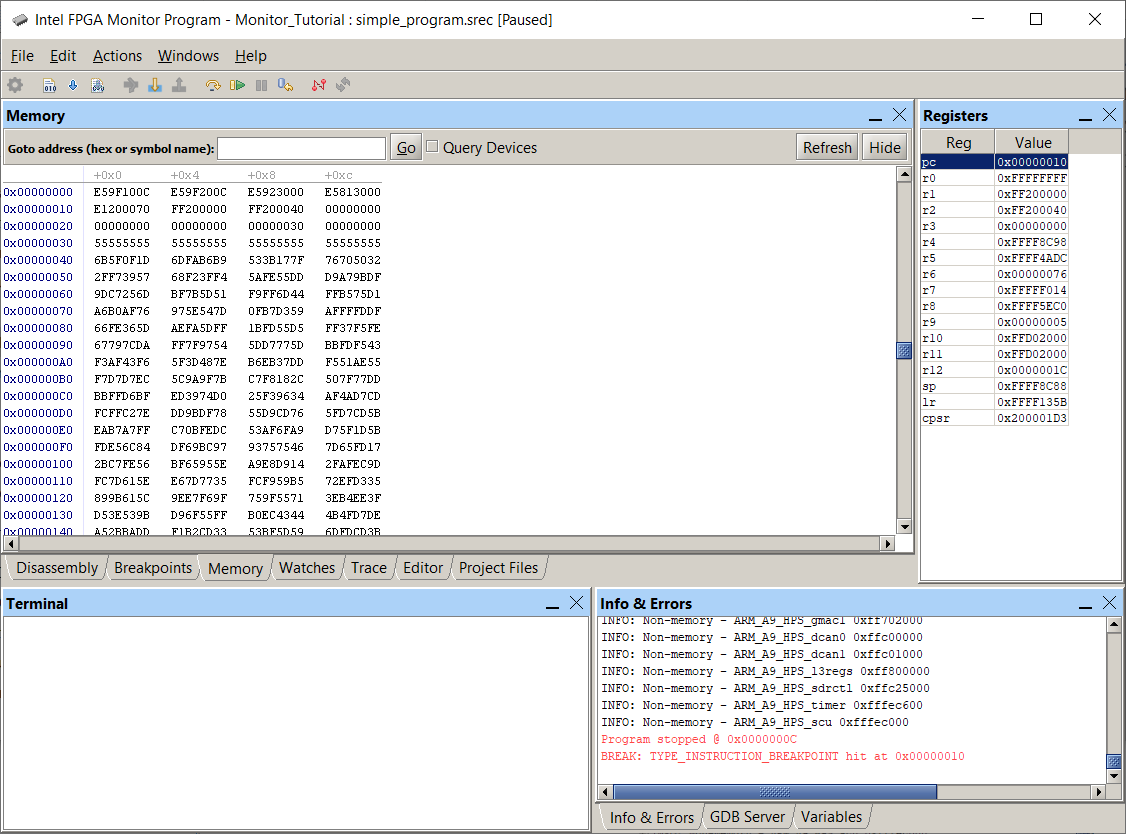 Intel FPGA Monitor Program - Monitor_Tutorial : simple_program.srec [Paused]
File Edit Actions Windows Help
Memory
Goto address (hex or symbol name): Go Query Devices Refresh Hide
+0x0 +0x4 +0x8 +0xc
0x00000000 E59F100C E59F200C E5923000 E5813000
0x00000010 E1200070 FF200000 FF200040 00000000
0x00000020 00000000 00000000 00000030 00000000
0x00000030 55555555 55555555 55555555 55555555
0x00000040 6B5F0F1D 6DFAB6B9 533B177F 76705032
0x00000050 2FF73957 68F23FF4 5AFE55DD D9A79BDF
0x00000060 9DC7256D BF7B5D51 F9FF6D44 FFB575D1
0x00000070 A6B0AF76 975E547D 0FB7D359 AFFFFDDF
0x00000080 66FE365D AEFA5DFF 1BFD55D5 FF37F5FE
0x00000090 67797CDA FF7F9754 5DD7775D BBFDF543
0x000000A0 F3AF43F6 5F3D487E B6EB37DD F551AE55
0x000000B0 F7D7D7EC 5C9A9F7B C7F8182C 507F77DD
0x000000C0 BBFFD6BF ED3974D0 25F39634 AF4AD7CD
0x000000D0 FCFFC27E DD9BDF78 55D9CD76 5FD7CD5B
0x000000E0 EAB7A7FF C70BFEDC 53AF6FA9 D75F1D5B
0x000000F0 FDE56C84 DF69BC97 93757546 7D65FD17
0x00000100 2BC7FE56 BF65955E A9E8D914 2FAFEC9D
0x00000110 FC7D615E E67D7735 FCF959B5 72EFD335
0x00000120 899B615C 9EE7F69F 759F5571 3EB4EE3F
0x00000130 D53E539B D96F55FF B0EC4344 4B4FD7DE
0x00000140 A52BBADD F1B2CD33 53BF5D59 6DFDCD3B
Disassembly Breakpoints Memory Watches Trace Editor Project Files
Registers
Reg Value
pc 0x00000010
r0 0xFFFFFFFF
r1 0xFF200000
r2 0xFF200040
r3 0x00000000
r4 0xFFFF8C98
r5 0xFFFF4ADC
r6 0x00000076
r7 0xFFFFF014
r8 0xFFFF5EC0
r9 0x00000005
r10 0xFFD02000
r11 0xFFD02000
r12 0x0000001C
sp 0xFFFF8C88
lr 0xFFFF135B
cpsr 0x200001D3
Terminal
Info & Errors
INFO: Non-memory - ARM_A9_HPS_gmac1 0xff702000
INFO: Non-memory - ARM_A9_HPS_dcan0 0xffc00000
INFO: Non-memory - ARM_A9_HPS_dcan1 0xffc01000
INFO: Non-memory - ARM_A9_HPS_l3regs 0xff800000
INFO: Non-memory - ARM_A9_HPS_sdrctl 0xffc25000
INFO: Non-memory - ARM_A9_HPS_timer 0xfffec600
INFO: Non-memory - ARM_A9_HPS_scu 0xfffec000
Program stopped @ 0x0000000C
BREAK: TYPE_INSTRUCTION_BREAKPOINT hit at 0x00000010
Info & Errors GDB Server Variables